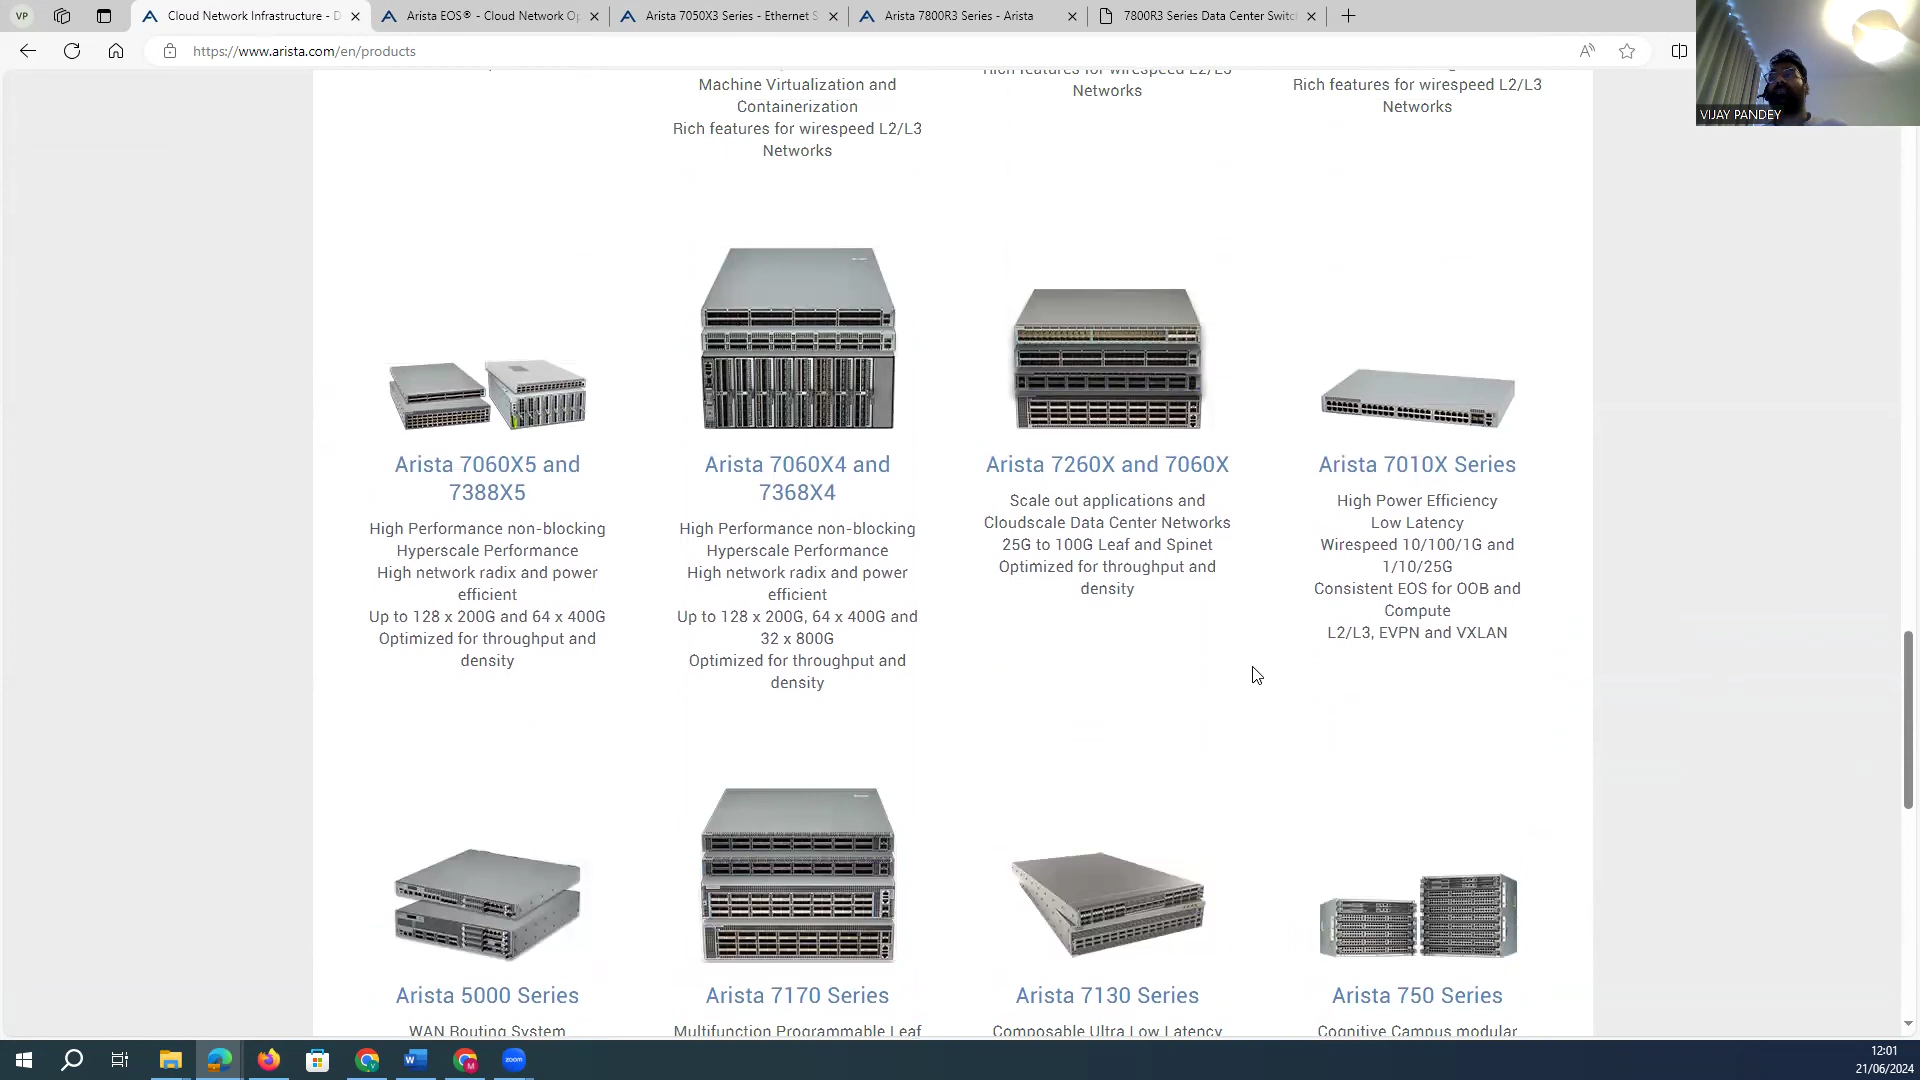 VP
Cloud Network Infrastructure - D
Arista EOS® - Cloud Network Op
Arista 7050X3 Series - Ethernet S
Arista 7800R3 Series - Arista
7800R3 Series Data Center Switc
https://www.arista.com/en/products
VIJAY PANDEY
Machine Virtualization and
Containerization
Rich features for wirespeed L2/L3
Networks
Rich features for wirespeed L2/L3
Networks
Rich features for wirespeed L2/L3
Networks
Arista 7060X5 and
7388X5
High Performance non-blocking
Hyperscale Performance
High network radix and power
efficient
Up to 128 x 200G and 64 x 400G
Optimized for throughput and
density
Arista 7060X4 and
7368X4
High Performance non-blocking
Hyperscale Performance
High network radix and power
efficient
Up to 128 x 200G, 64 x 400G and
32 x 800G
Optimized for throughput and
density
Arista 7260X and 7060X
Scale out applications and
Cloudscale Data Center Networks
25G to 100G Leaf and Spinet
Optimized for throughput and
density
Arista 7010X Series
High Power Efficiency
Low Latency
Wirespeed 10/100/1G and
1/10/25G
Consistent EOS for OOB and
Compute
L2/L3, EVPN and VXLAN
Arista 5000 Series
WAN Routing System
Arista 7170 Series
Multifunction Programmable Leaf
Arista 7130 Series
Composable Ultra Low Latency
Arista 750 Series
Cognitive Campus modular
zoom
12:01
21/06/2024